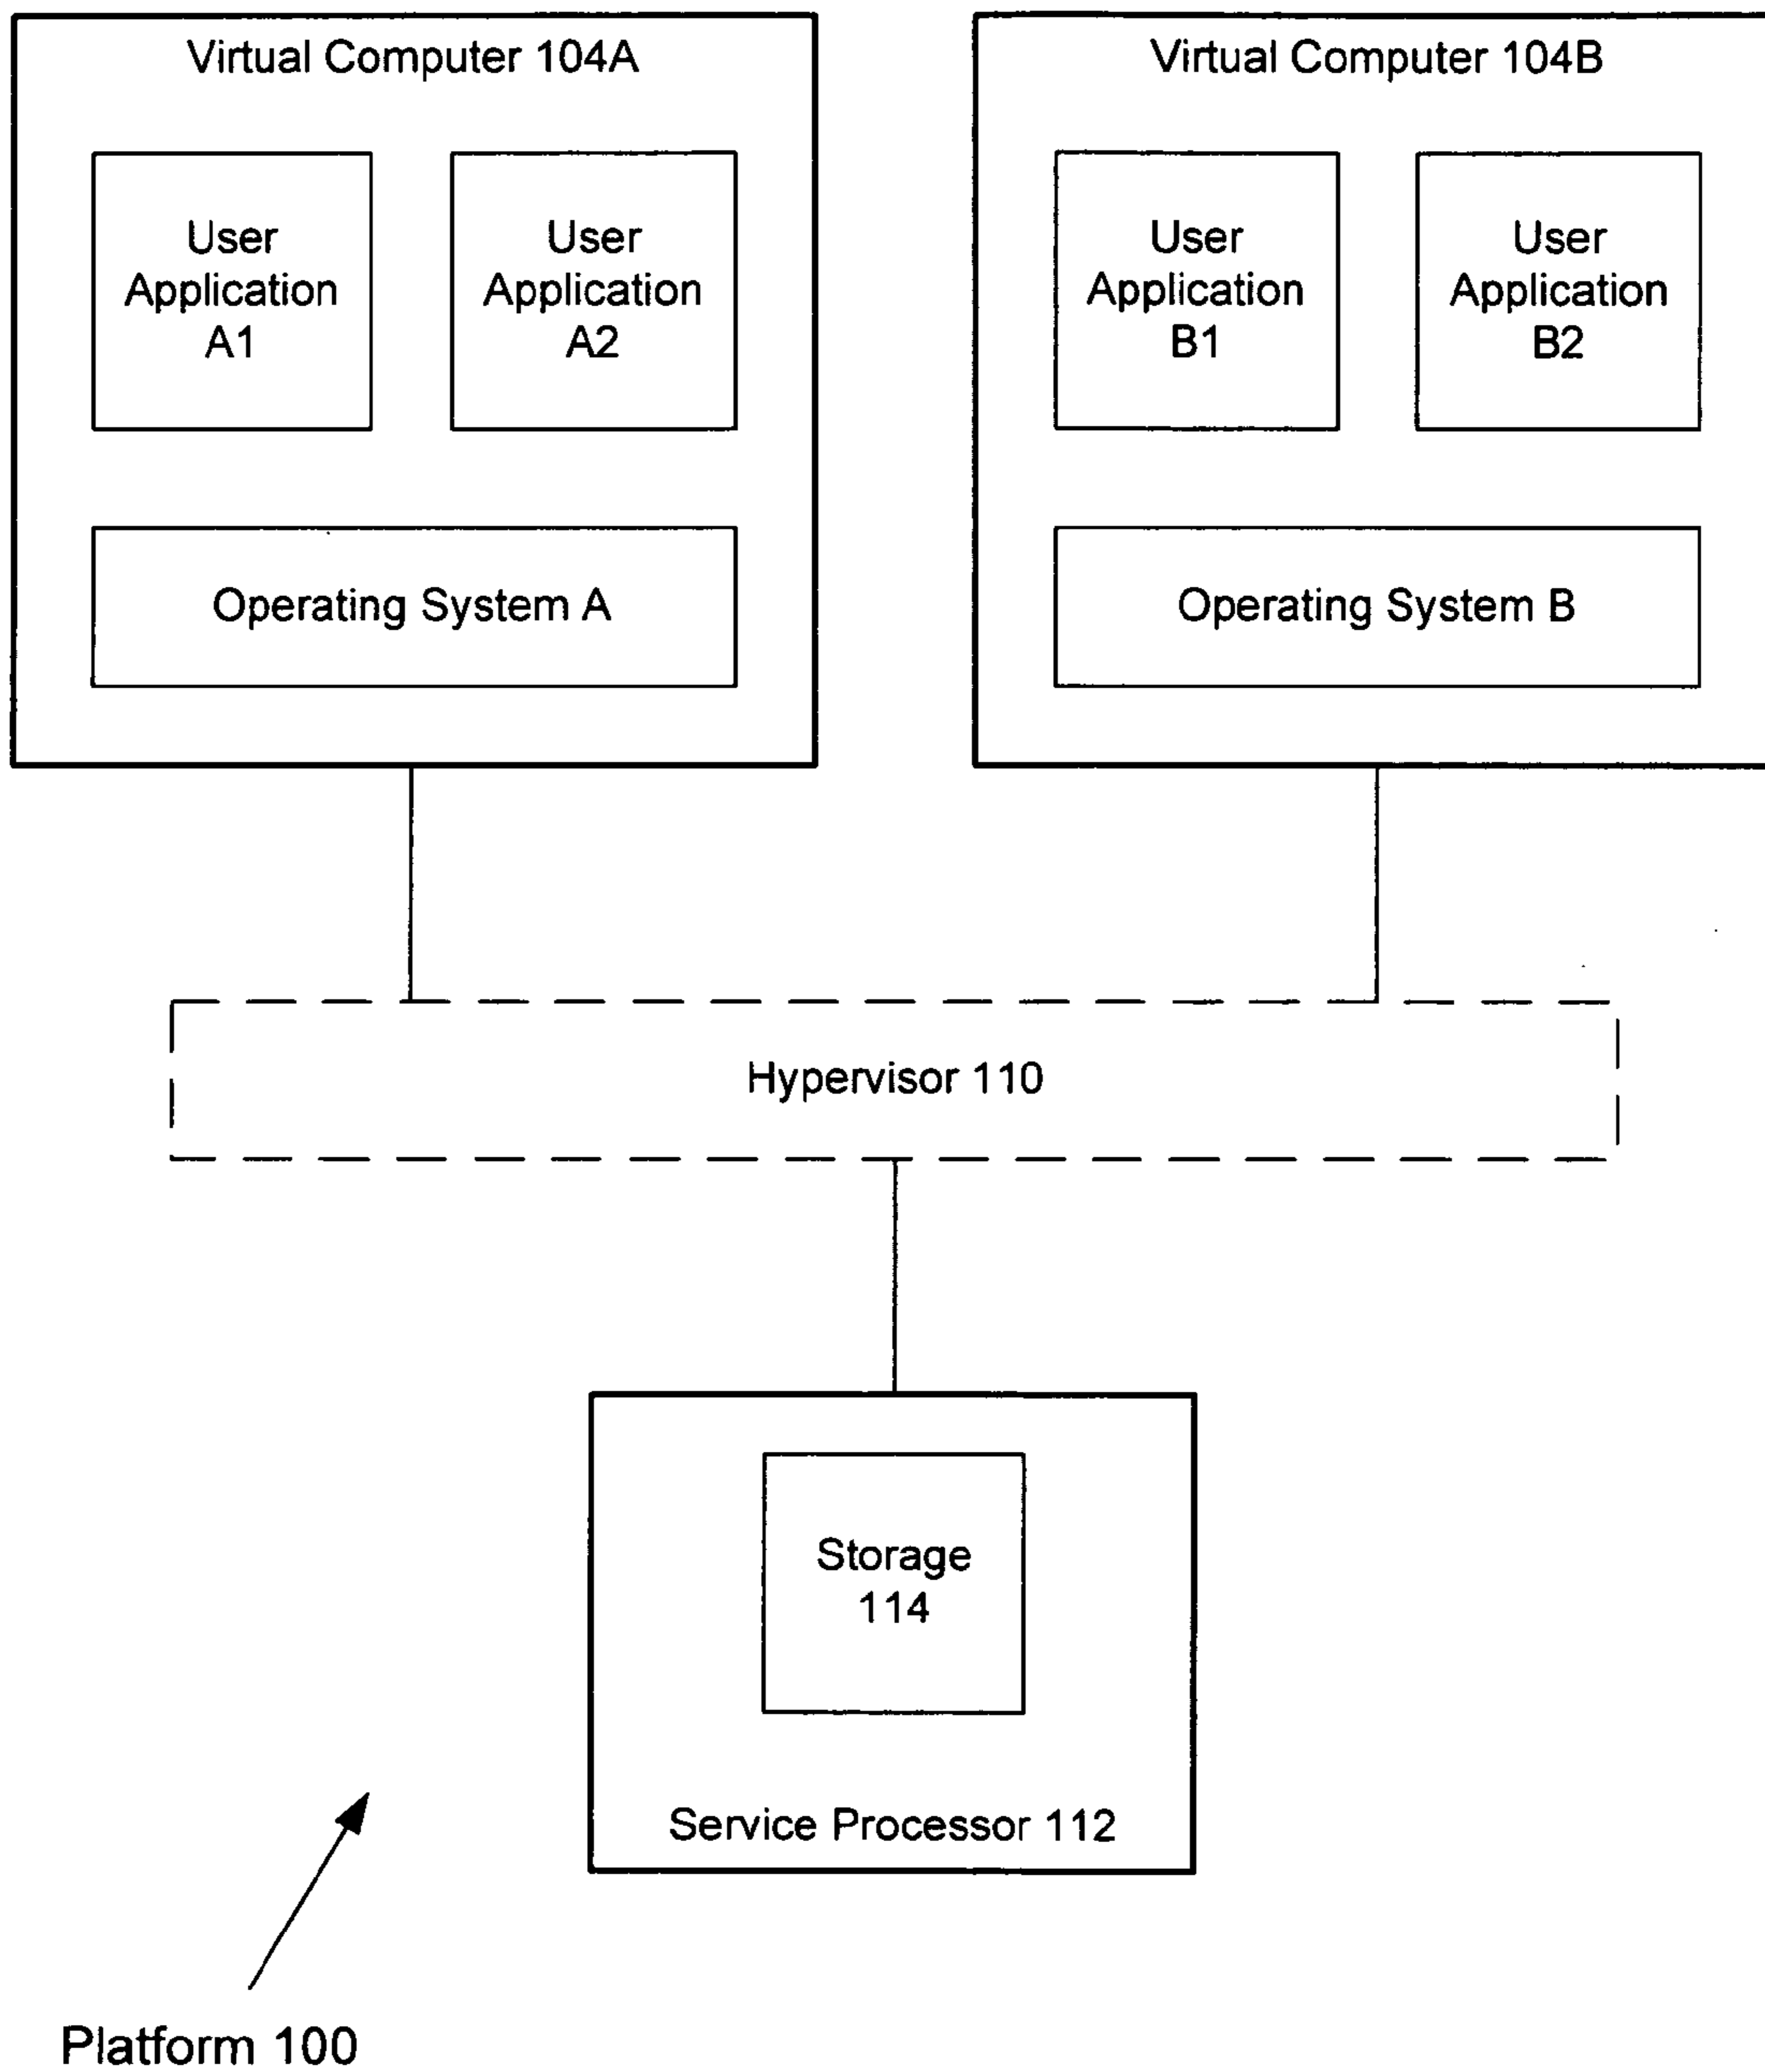 Virtual Computer 104A
User
Application
A1
User
Application
A2
Operating System A
Virtual Computer 104B
User
Application
B1
User
Application
B2
Operating System B
Hypervisor 110
Storage
114
Service Processor 112
Platform 100